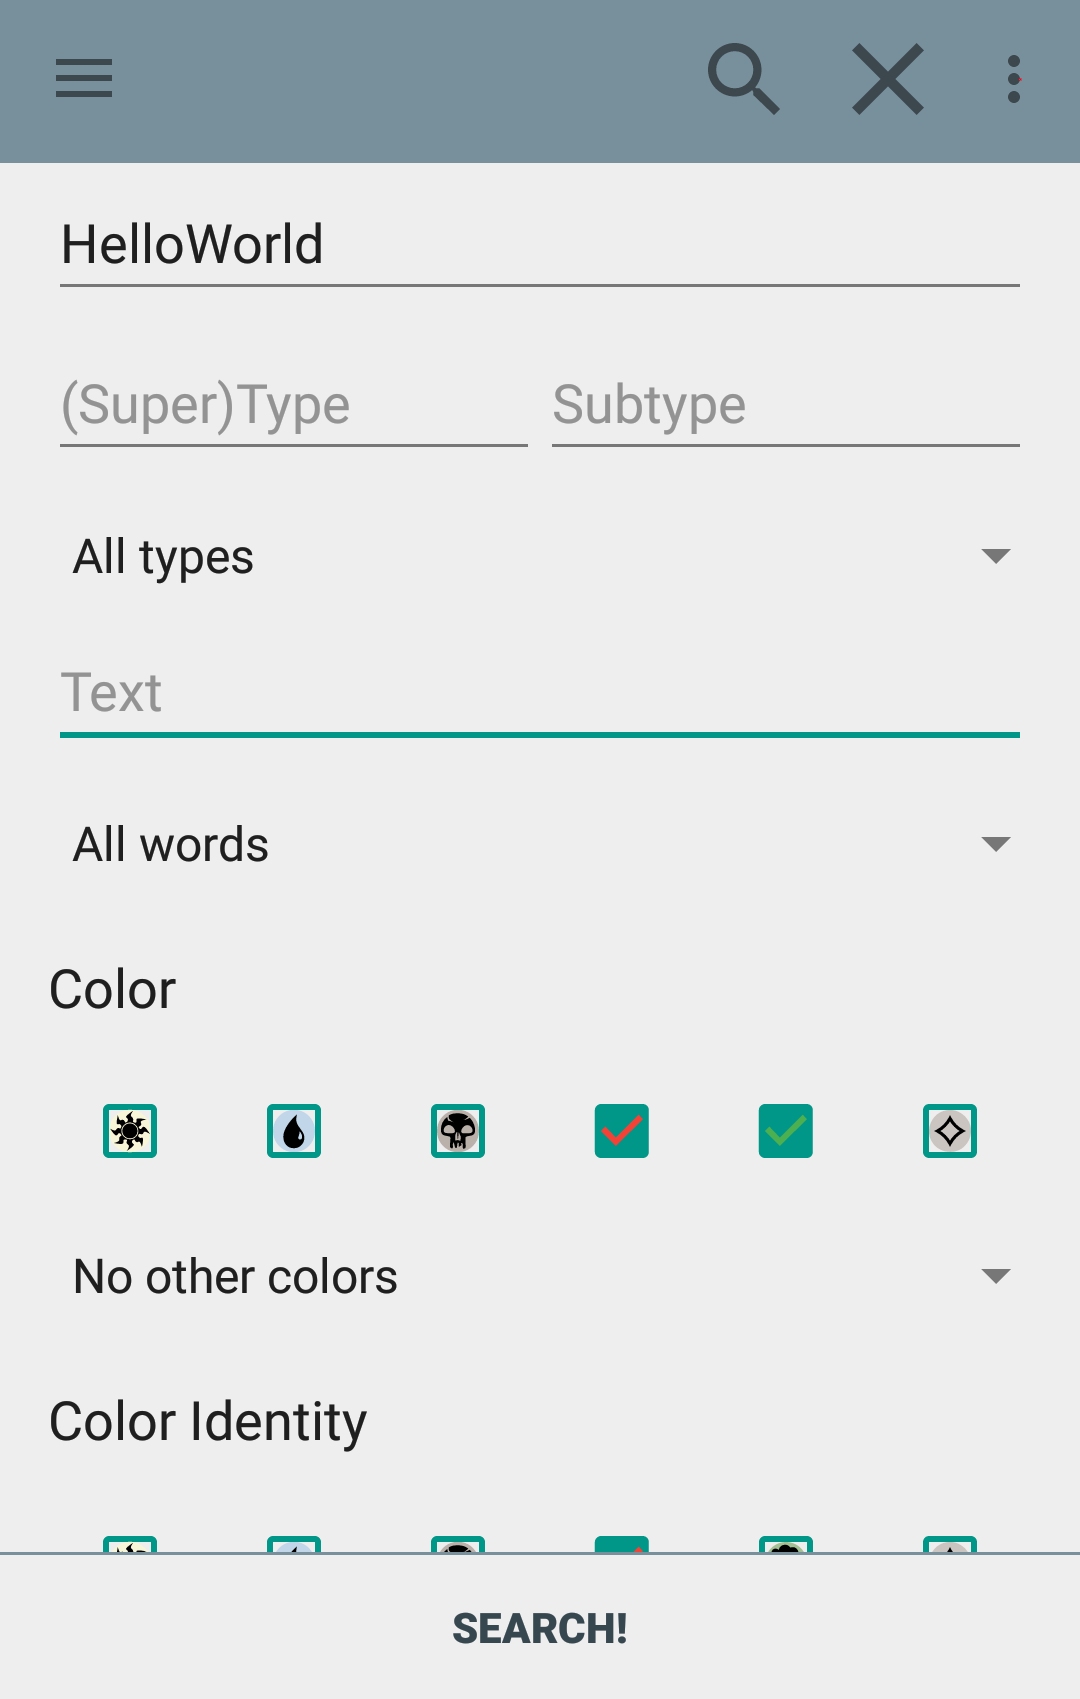 HelloWorld
(Super)Type Subtype
All types
Text
All words
Color
No other colors
Color Identity
SEARCH!